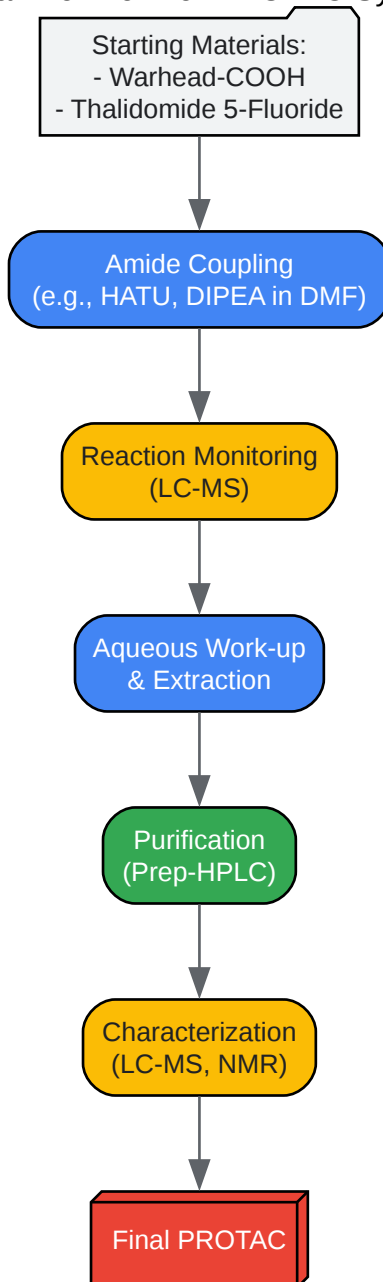 Starting Materials:
- Warhead-COOH
- Thalidomide 5-Fluoride
Amide Coupling
(e.g., HATU, DIPEA in DMF)
Reaction Monitoring
(LC-MS)
Aqueous Work-up
& Extraction
Purification
(Prep-HPLC)
Characterization
(LC-MS, NMR)
Final PROTAC